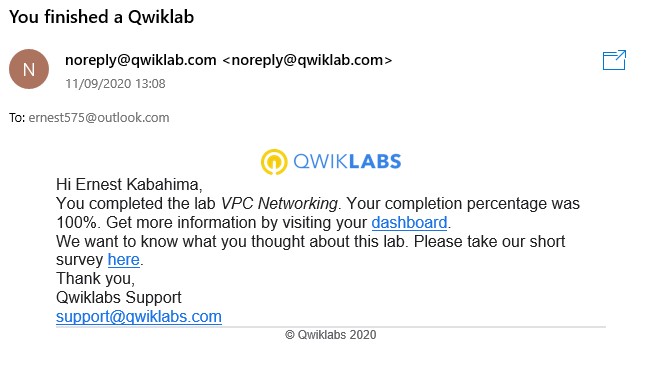 You finished a Qwiklab
N
noreply@qwiklab.com <noreply@qwiklab.com>
11/09/2020 13:08
To: ernest575@outlook.com
QWIKLABS
Hi Ernest Kabahima,
You completed the lab VPC Networking. Your completion percentage was
100%. Get more information by visiting your dashboard.
We want to know what you thought about this lab. Please take our short
survey here.
Thank you,
Qwiklabs Support
support@qwiklabs.com
© Qwiklabs 2020